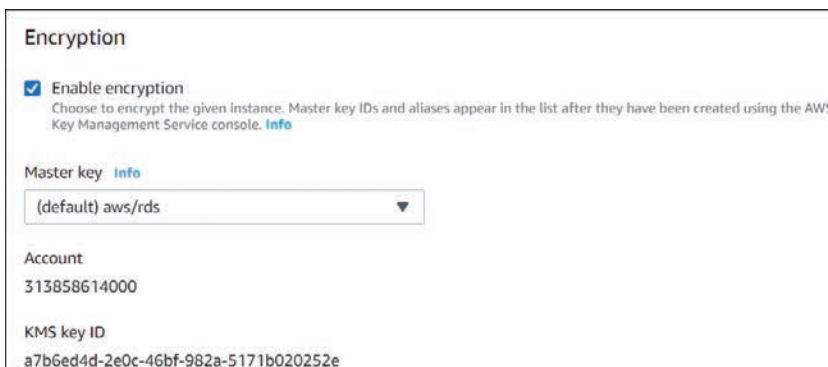 Encryption
Enable encryption
Choose to encrypt the given instance. Master key IDs and aliases appear in the list after they have been created using the AWS
Key Management Service console. Info
Master key Info
(default) aws/rds
Account
313858614000
KMS key ID
a7b6ed4d-2e0c-46bf-982a-5171b020252e